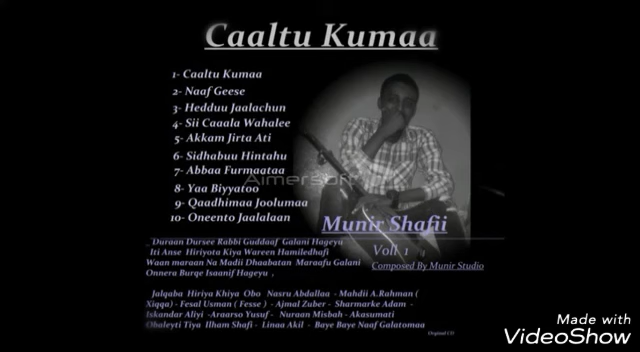 Caaltu Kumaa
1- Caaltu Kumaa
2- Naaf Geese
3- Hedduu Jaalachun
4- Sii Caaala Wahalee
5- Akkam Jirta Ati
6- Sidhabuu Hintahu
7- Abbaa Furmaataa
8- Yaa Biyyatoo
9- Qaadhimaa Joolumaa
10- Oneento Jaalalaan
Aimersoft
Munir Shafii
Voll 1
Composed By Munir Studio
Duraan Dursee Rabbi Guddaaf Galani Hageyu
Iti Anse Hiriyota Kiya Wareen Hamiledhafi
Waan maraan Na Madii Dhaabatan Maraafu Galani
Onnera Burqe Isaanif Hageyu ,
Jalqaba Hiriya Khiya Obo Nasru Abdallaa - Mahdii A.Rahman (
Xiqqa) - Fesal Usman ( Fesse ) - Ajmal Zuber - Sharmarke Adam -
Iskandar Aliyi -Araarso Yusuf - Nuraan Misbah - Akasumati
Obaleyti Tiya Ilham Shafi - Linaa Akil - Baye Baye Naaf Galatomaa
Orginal CD
Made with
VideoShow